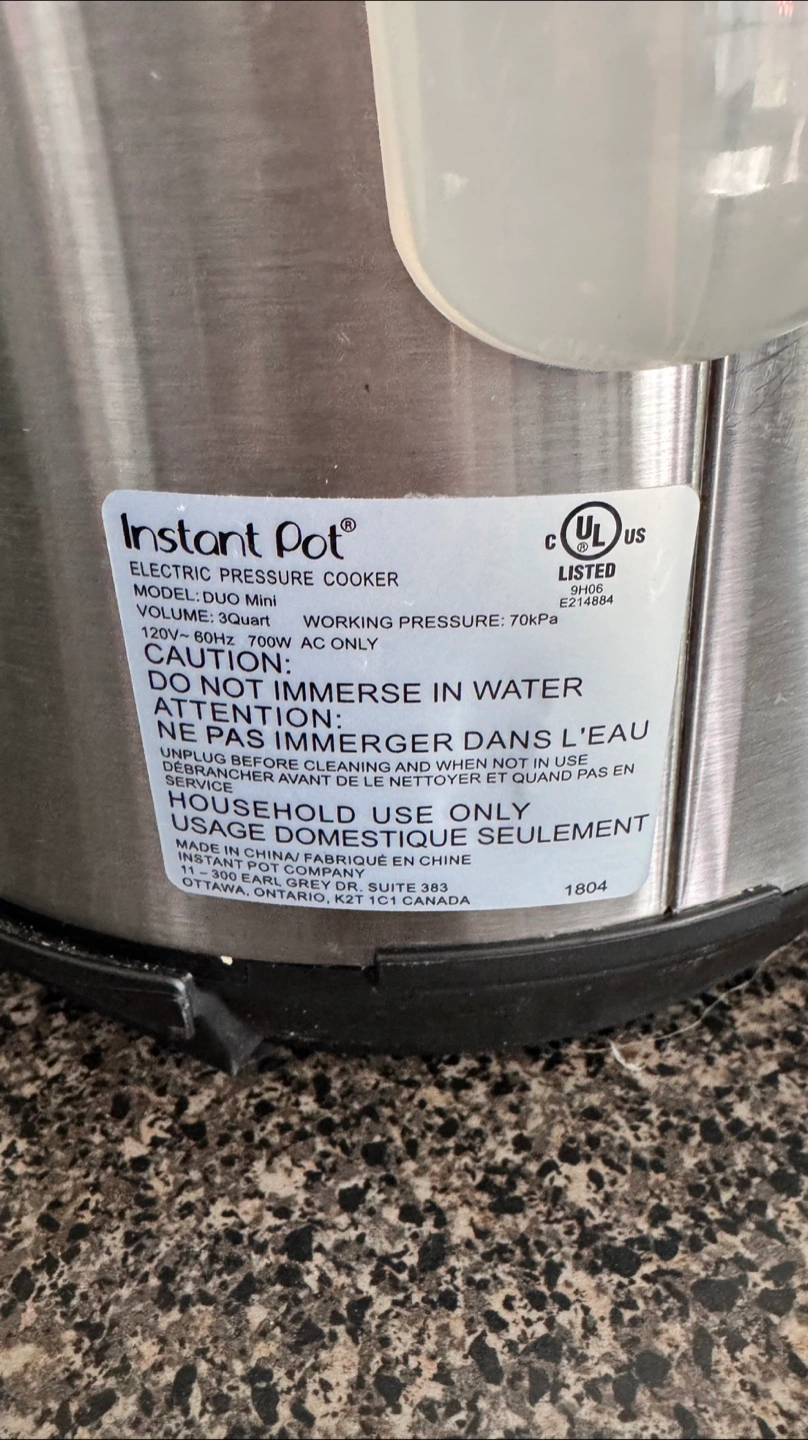 Instant Pot®
C UL® US
ELECTRIC PRESSURE COOKER
LISTED
MODEL: DUO Mini
9H06
E214884
VOLUME: 3Quart WORKING PRESSURE: 70kPa
120V~ 60Hz 700W AC ONLY
CAUTION:
DO NOT IMMERSE IN WATER
ATTENTION:
NE PAS IMMERGER DANS L'EAU
UNPLUG BEFORE CLEANING AND WHEN NOT IN USE
DÉBRANCHER AVANT DE LE NETTOYER ET QUAND PAS EN
SERVICE
HOUSEHOLD USE ONLY
USAGE DOMESTIQUE SEULEMENT
MADE IN CHINA/ FABRIQUÉ EN CHINE
INSTANT POT COMPANY
11 – 300 EARL GREY DR. SUITE 383
OTTAWA, ONTARIO, K2T 1C1 CANADA
1804